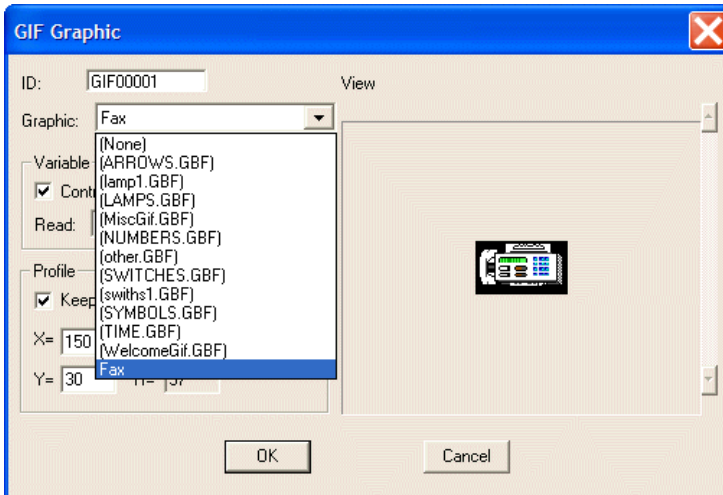 GIF Graphic
ID: GIF00001
View
Graphic: Fax
(None)
(ARROWS.GBF)
(lamp1.GBF)
(LAMPS.GBF)
(MiscGif.GBF)
(NUMBERS.GBF)
(other.GBF)
(SWITCHES.GBF)
(swiths1.GBF)
(SYMBOLS.GBF)
(TIME.GBF)
(WelcomeGif.GBF)
Fax
Variable
Read:
Profile
Keep
X= 150
Y= 30
OK
Cancel